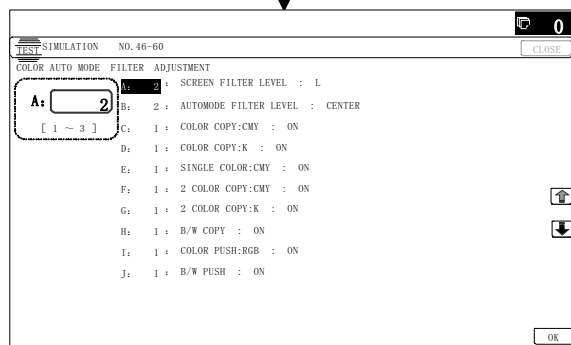 0
TEST SIMULATION NO.46-60
CLOSE
COLOR AUTO MODE FILTER ADJUSTMENT
A: 2
[ 1 ~ 3 ]
A: 2 : SCREEN FILTER LEVEL : L
B: 2 : AUTOMODE FILTER LEVEL : CENTER
C: 1 : COLOR COPY:CMY : ON
D: 1 : COLOR COPY:K : ON
E: 1 : SINGLE COLOR:CMY : ON
F: 1 : 2 COLOR COPY:CMY : ON
G: 1 : 2 COLOR COPY:K : ON
H: 1 : B/W COPY : ON
I: 1 : COLOR PUSH:RGB : ON
J: 1 : B/W PUSH : ON
OK